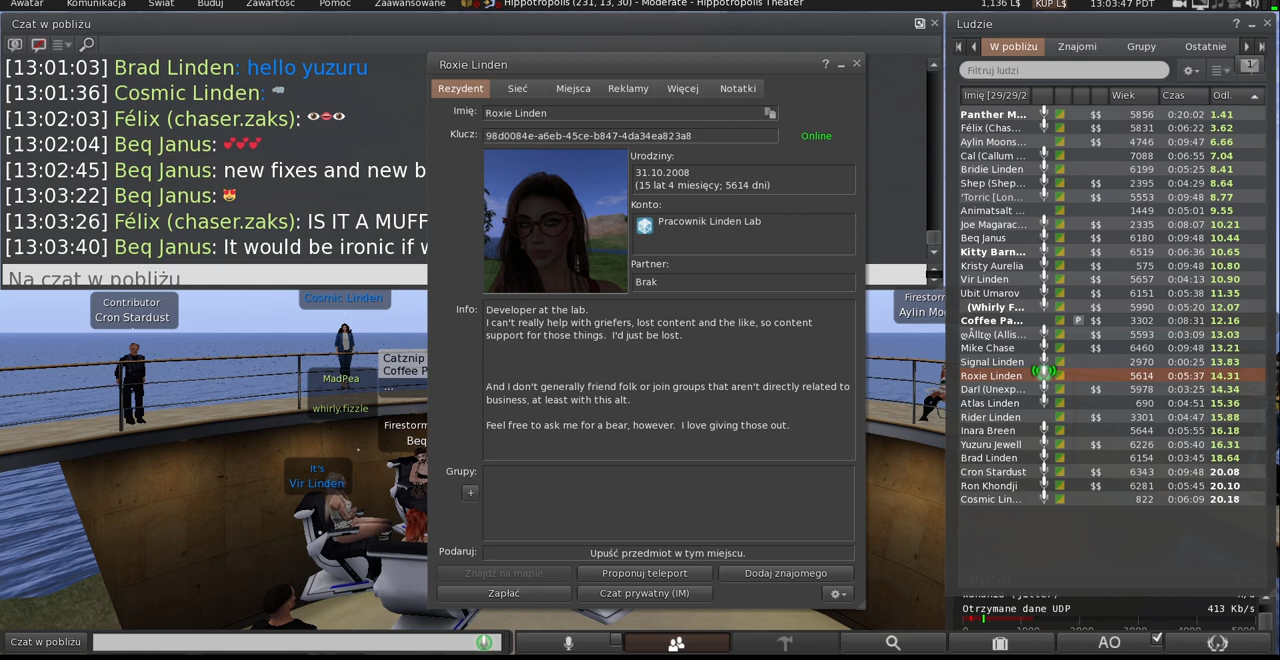 Awatar Komunikacja Świat Buduj Zawartość Pomoc Zaawansowane Hippotropolis (231, 13, 30) - Moderate - Hippotropolis Theater 1,136 L$ KUP L$ 13:03:47 PDT
Czat w pobliżu
[13:01:03] Brad Linden: hello yuzuru
[13:01:36] Cosmic Linden:
[13:02:03] Félix (chaser.zaks): 👁️👄👁️
[13:02:04] Beq Janus: 💕💕💕
[13:02:45] Beq Janus: new fixes and new b
[13:03:22] Beq Janus: 😻
[13:03:26] Félix (chaser.zaks): IS IT A MUFF
[13:03:40] Beq Janus: It would be ironic if w
Na czat w pobliżu
Contributor
Cron Stardust
Cosmic Linden
Firestorm
Aylin Mo
Catznip
Coffee P
...
MadPea
whirly.fizzle
Firestorm
Beq
It's
Vir Linden
Roxie Linden
Rezydent Sieć Miejsca Reklamy Więcej Notatki
Imię: Roxie Linden
Klucz: 98d0084e-a6eb-45ce-b847-4da34ea823a8 Online
Urodziny:
31.10.2008
(15 lat 4 miesięcy; 5614 dni)
Konto:
Pracownik Linden Lab
Partner:
Brak
Info: Developer at the lab.
I can't really help with griefers, lost content and the like, so content
support for those things. I'd just be lost.
And I don't generally friend folk or join groups that aren't directly related to
business, at least with this alt.
Feel free to ask me for a bear, however. I love giving those out.
Grupy:
+
Podaruj: Upuść przedmiot w tym miejscu.
Znajdź na mapie Proponuj teleport Dodaj znajomego
Zapłać Czat prywatny (IM)
Ludzie
W pobliżu Znajomi Grupy Ostatnie
Filtruj ludzi 1
Imię [29/29/2 Wiek Czas Odl.
Panther M... $$ 5856 0:20:02 1.41
Félix (Chas... $$ 5831 0:06:22 3.62
Aylin Moons... $$ 4746 0:09:47 6.66
Cal (Callum ... 7088 0:06:55 7.04
Bridie Linden 6199 0:05:25 8.41
Shep (Shep... $$ 2395 0:04:29 8.64
'Torric [Lon... $$ 5553 0:09:48 8.77
Animatsalt ... 1449 0:05:01 9.55
Joe Magarac... $$ 2335 0:08:07 10.21
Beq Janus $$ 6180 0:09:48 10.44
Kitty Barn... $$ 6519 0:06:36 10.65
Kristy Aurelia $$ 575 0:09:48 10.80
Vir Linden $$ 5657 0:04:13 10.90
Ubit Umarov $$ 6151 0:05:38 11.35
(Whirly F... $$ 5990 0:05:20 12.07
Coffee Pa... P $$ 3302 0:08:31 12.16
ღÂllιღ (Allis... $$ 5593 0:03:09 13.03
Mike Chase $$ 6460 0:09:48 13.21
Signal Linden 2970 0:00:25 13.83
Roxie Linden 5614 0:05:37 14.31
Darl (Unexp... $$ 5978 0:03:25 14.34
Atlas Linden 690 0:04:51 15.36
Rider Linden $$ 3301 0:04:47 15.88
Inara Breen 5644 0:05:55 16.18
Yuzuru Jewell $$ 6226 0:05:40 16.31
Brad Linden 6154 0:03:45 18.64
Cron Stardust $$ 6343 0:09:48 20.08
Ron Khondji $$ 6281 0:05:45 20.10
Cosmic Lin... 822 0:06:09 20.18
Otrzymane dane UDP 413 Kb/s
Czat w pobliżu
AO